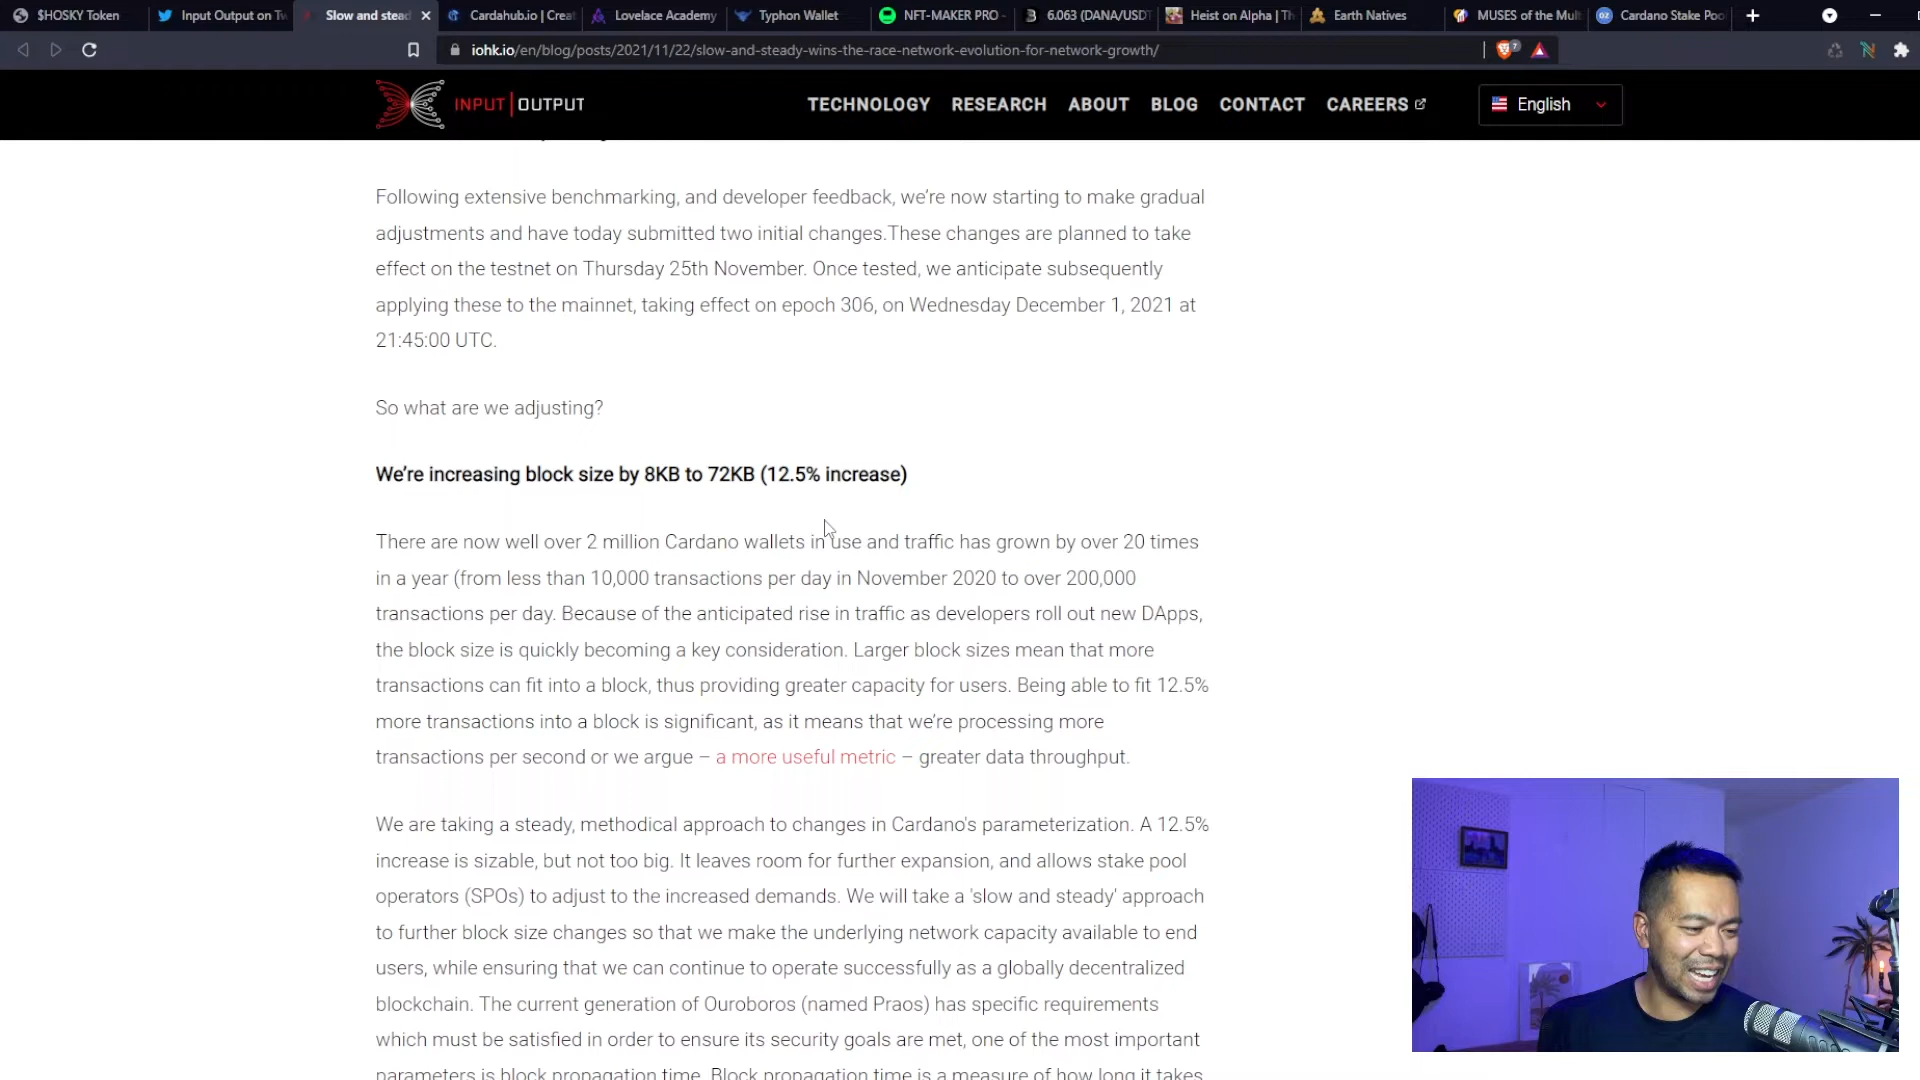 $HOSKY Token
Input Output on Tw
Slow and stead
Cardahub.io | Creat
Lovelace Academy
Typhon Wallet
NFT-MAKER PRO -
6.063 (DANA/USDT
Heist on Alpha | Th
Earth Natives
MUSES of the Mult
Cardano Stake Poo
iohk.io/en/blog/posts/2021/11/22/slow-and-steady-wins-the-race-network-evolution-for-network-growth/
7
INPUT|OUTPUT
TECHNOLOGY RESEARCH ABOUT BLOG CONTACT CAREERS
English
Following extensive benchmarking, and developer feedback, we’re now starting to make gradual
adjustments and have today submitted two initial changes.These changes are planned to take
effect on the testnet on Thursday 25th November. Once tested, we anticipate subsequently
applying these to the mainnet, taking effect on epoch 306, on Wednesday December 1, 2021 at
21:45:00 UTC.
So what are we adjusting?
We’re increasing block size by 8KB to 72KB (12.5% increase)
There are now well over 2 million Cardano wallets in use and traffic has grown by over 20 times
in a year (from less than 10,000 transactions per day in November 2020 to over 200,000
transactions per day. Because of the anticipated rise in traffic as developers roll out new DApps,
the block size is quickly becoming a key consideration. Larger block sizes mean that more
transactions can fit into a block, thus providing greater capacity for users. Being able to fit 12.5%
more transactions into a block is significant, as it means that we’re processing more
transactions per second or we argue – a more useful metric – greater data throughput.
We are taking a steady, methodical approach to changes in Cardano's parameterization. A 12.5%
increase is sizable, but not too big. It leaves room for further expansion, and allows stake pool
operators (SPOs) to adjust to the increased demands. We will take a 'slow and steady' approach
to further block size changes so that we make the underlying network capacity available to end
users, while ensuring that we can continue to operate successfully as a globally decentralized
blockchain. The current generation of Ouroboros (named Praos) has specific requirements
which must be satisfied in order to ensure its security goals are met, one of the most important
parameters is block propagation time. Block propagation time is a measure of how long it takes